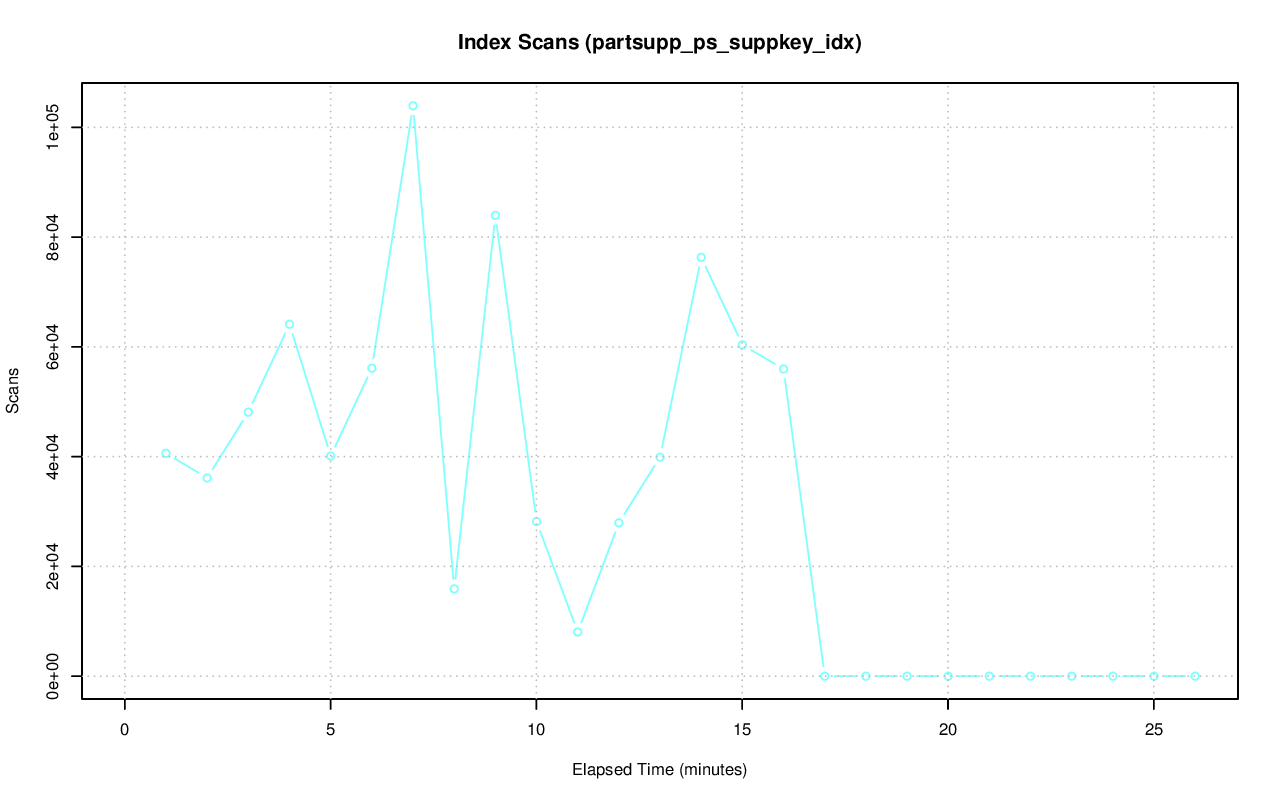 Index Scans (partsupp_ps_suppkey_idx)
Scans
1e+05
8e+04
6e+04
4e+04
2e+04
0e+00
0 5 10 15 20 25
Elapsed Time (minutes)